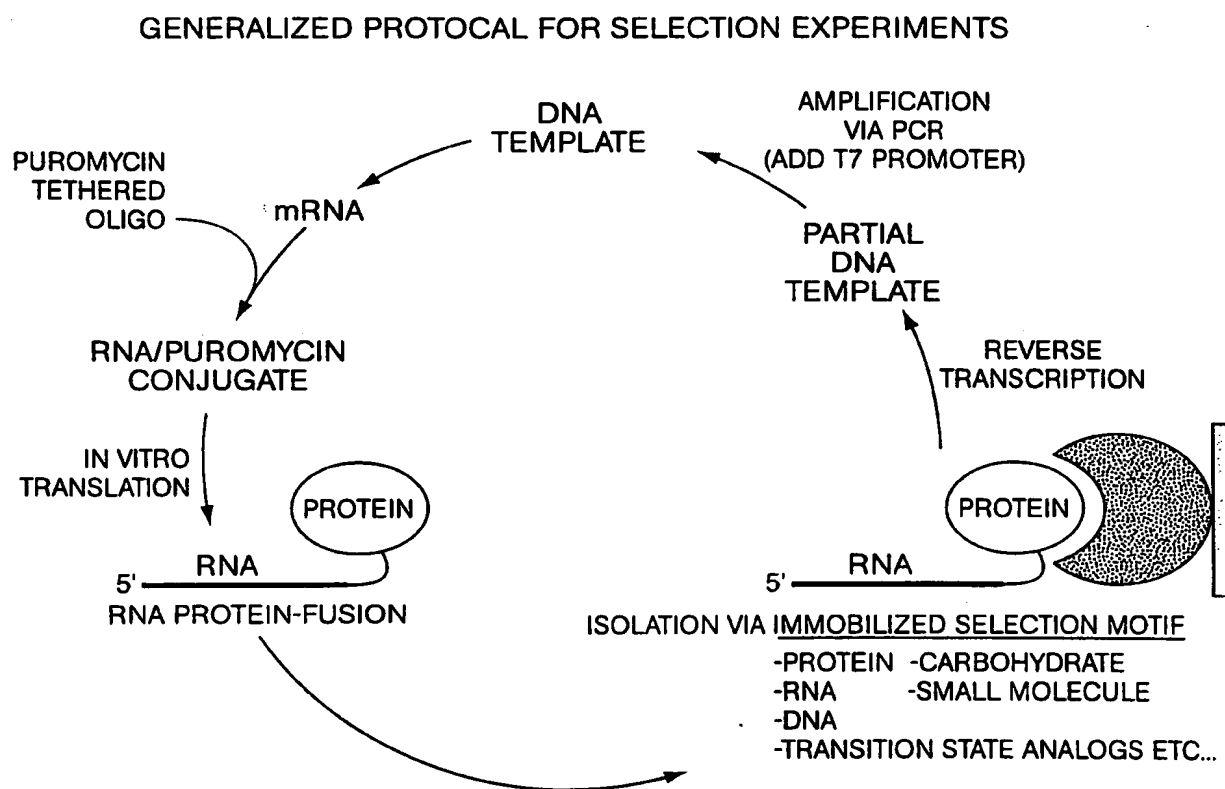 GENERALIZED PROTOCAL FOR SELECTION EXPERIMENTS
DNA
TEMPLATE
AMPLIFICATION
VIA PCR
(ADD T7 PROMOTER)
PUROMYCIN
TETHERED
OLIGO
mRNA
PARTIAL
DNA
TEMPLATE
RNA/PUROMYCIN
CONJUGATE
REVERSE
TRANSCRIPTION
IN VITRO
TRANSLATION
PROTEIN
RNA
5'
RNA PROTEIN-FUSION
PROTEIN
RNA
5'
ISOLATION VIA IMMOBILIZED SELECTION MOTIF
-PROTEIN -CARBOHYDRATE
-RNA -SMALL MOLECULE
-DNA
-TRANSITION STATE ANALOGS ETC...